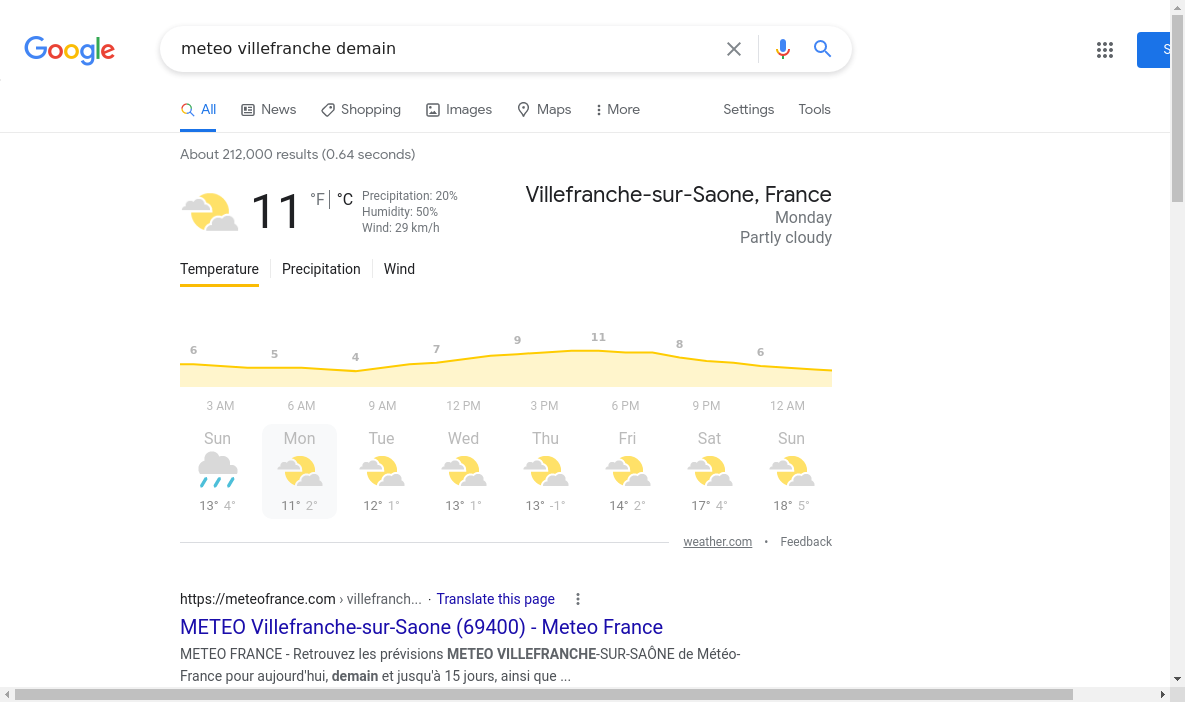 Google
meteo villefranche demain
S
All News Shopping Images Maps More Settings Tools
About 212,000 results (0.64 seconds)
11 °F °C
Precipitation: 20%
Humidity: 50%
Wind: 29 km/h
Villefranche-sur-Saone, France
Monday
Partly cloudy
Temperature Precipitation Wind
6 5 4 7 9 11 8 6
3 AM 6 AM 9 AM 12 PM 3 PM 6 PM 9 PM 12 AM
Sun Mon Tue Wed Thu Fri Sat Sun
13° 4° 11° 2° 12° 1° 13° 1° 13° -1° 14° 2° 17° 4° 18° 5°
weather.com • Feedback
https://meteofrance.com › villefranch... · Translate this page
METEO Villefranche-sur-Saone (69400) - Meteo France
METEO FRANCE - Retrouvez les prévisions METEO VILLEFRANCHE-SUR-SAÔNE de Météo-
France pour aujourd'hui, demain et jusqu'à 15 jours, ainsi que ...